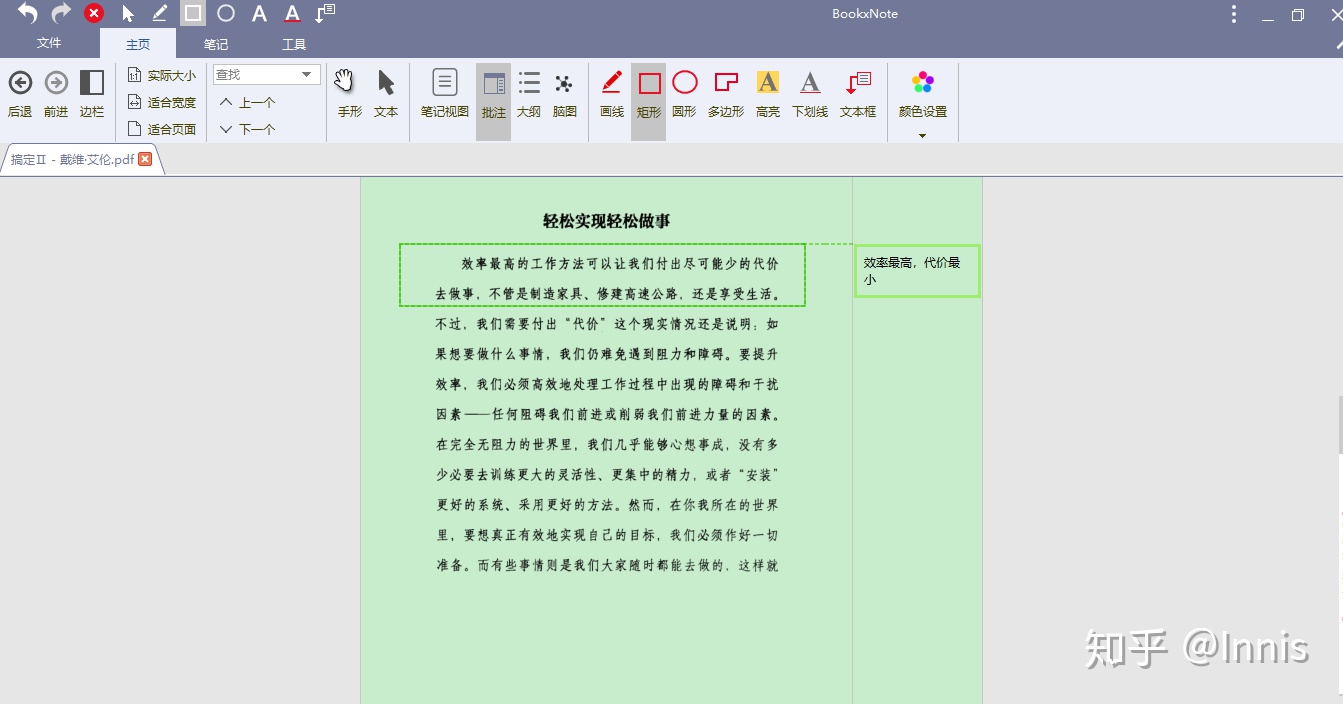 BookxNote
文件 主页 笔记 工具
后退 前进 边栏
实际大小
适合宽度
适合页面
查找
上一个
下一个
手形 文本
笔记视图 批注 大纲 脑图
画线 矩形 圆形 多边形 高亮 下划线 文本框
颜色设置
搞定Ⅱ - 戴维·艾伦.pdf
轻松实现轻松做事
效率最高的工作方法可以让我们付出尽可能少的代价
去做事，不管是制造家具、修建高速公路，还是享受生活。
不过，我们需要付出“代价”这个现实情况还是说明：如
果想要做什么事情，我们仍难免遇到阻力和障碍。要提升
效率，我们必须高效地处理工作过程中出现的障碍和干扰
因素——任何阻碍我们前进或削弱我们前进力量的因素。
在完全无阻力的世界里，我们几乎能够心想事成，没有多
少必要去训练更大的灵活性、更集中的精力，或者“安装”
更好的系统、采用更好的方法。然而，在你我所在的世界
里，要想真正有效地实现自己的目标，我们必须作好一切
准备。而有些事情则是我们大家随时都能去做的，这样就
效率最高，代价最
小
知乎 @Innis